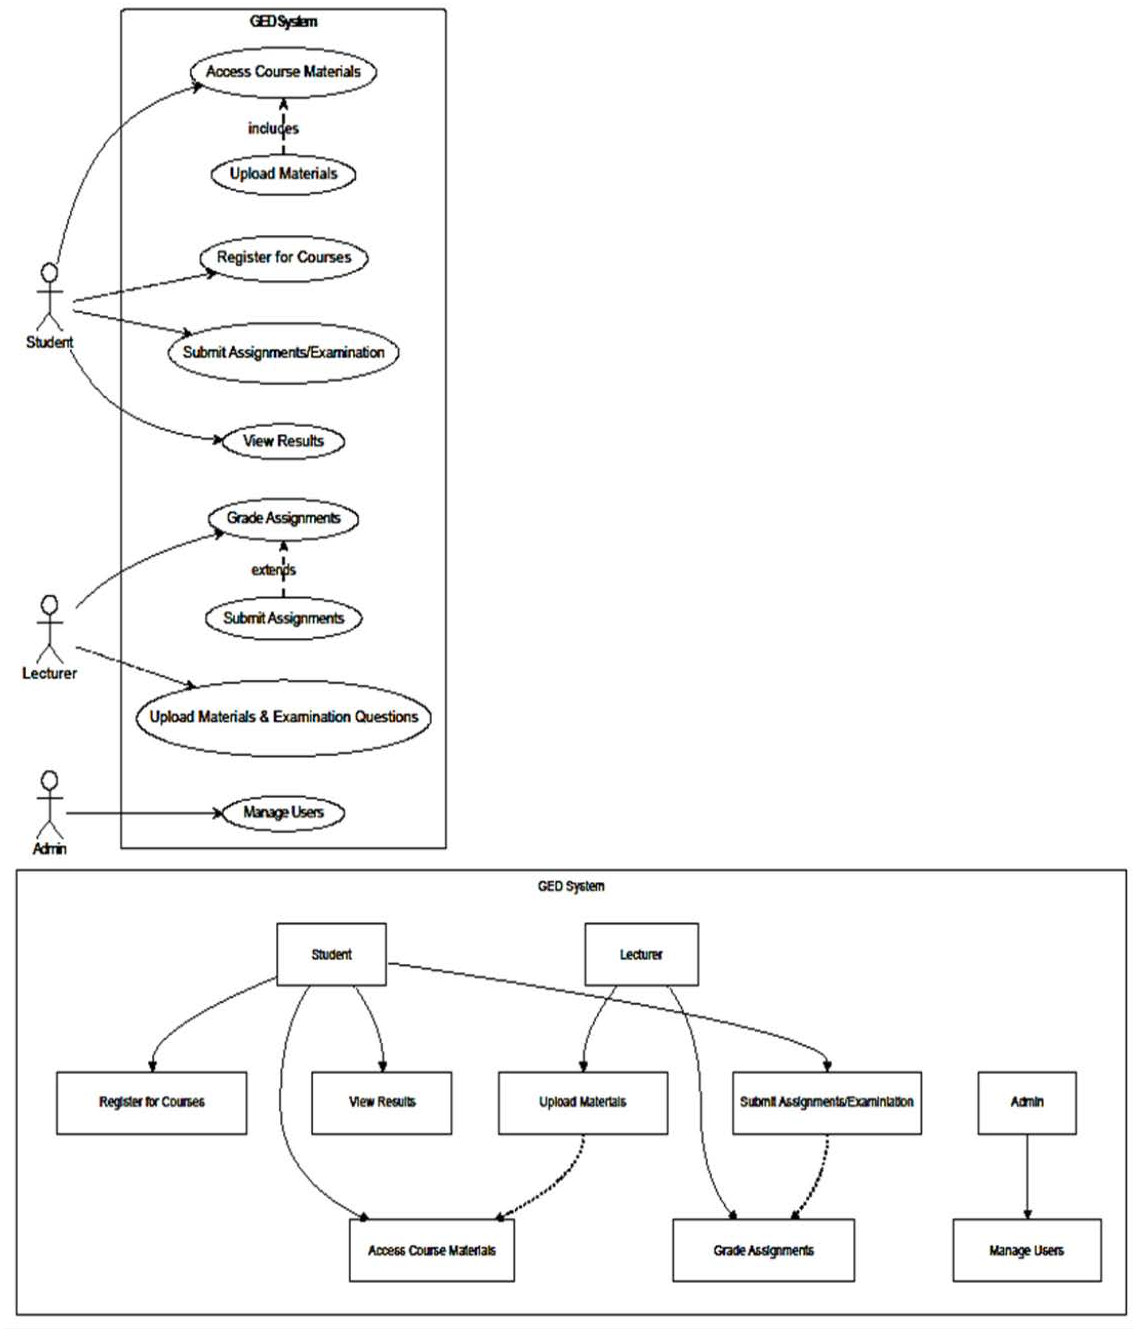 GED System
Access Course Materials
includes
Upload Materials
Register for Courses
Student
Submit Assignments/Examination
View Results
Grade Assignments
extends
Submit Assignments
Lecturer
Upload Materials & Examination Questions
Manage Users
Admin
GED System
Student
Lecturer
Register for Courses
View Results
Upload Materials
Submit Assignments/Examiniation
Admin
Access Course Materials
Grade Assignments
Manage Users